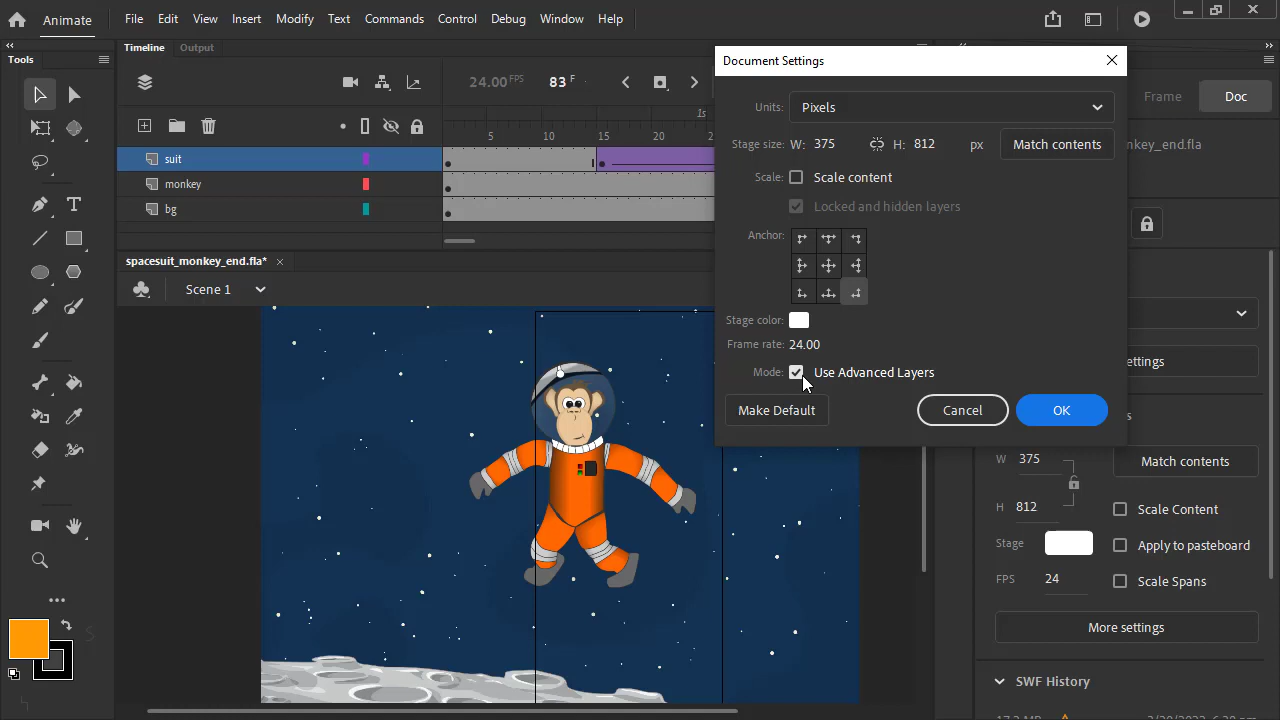 Animate
File Edit View Insert Modify Text Commands Control Debug Window Help
Tools
Timeline Output
24.00 FPS 83 F
1s
5 10 15 20
suit
monkey
bg
spacesuit_monkey_end.fla*
Scene 1
Document Settings
Units: Pixels
Stage size: W: 375 H: 812 px Match contents
Scale: Scale content
Locked and hidden layers
Anchor:
Stage color:
Frame rate: 24.00
Mode: Use Advanced Layers
Make Default Cancel OK
Frame Doc
nkey_end.fla
ettings
s
W 375 Match contents
H 812 Scale Content
Stage Apply to pasteboard
FPS 24 Scale Spans
More settings
SWF History